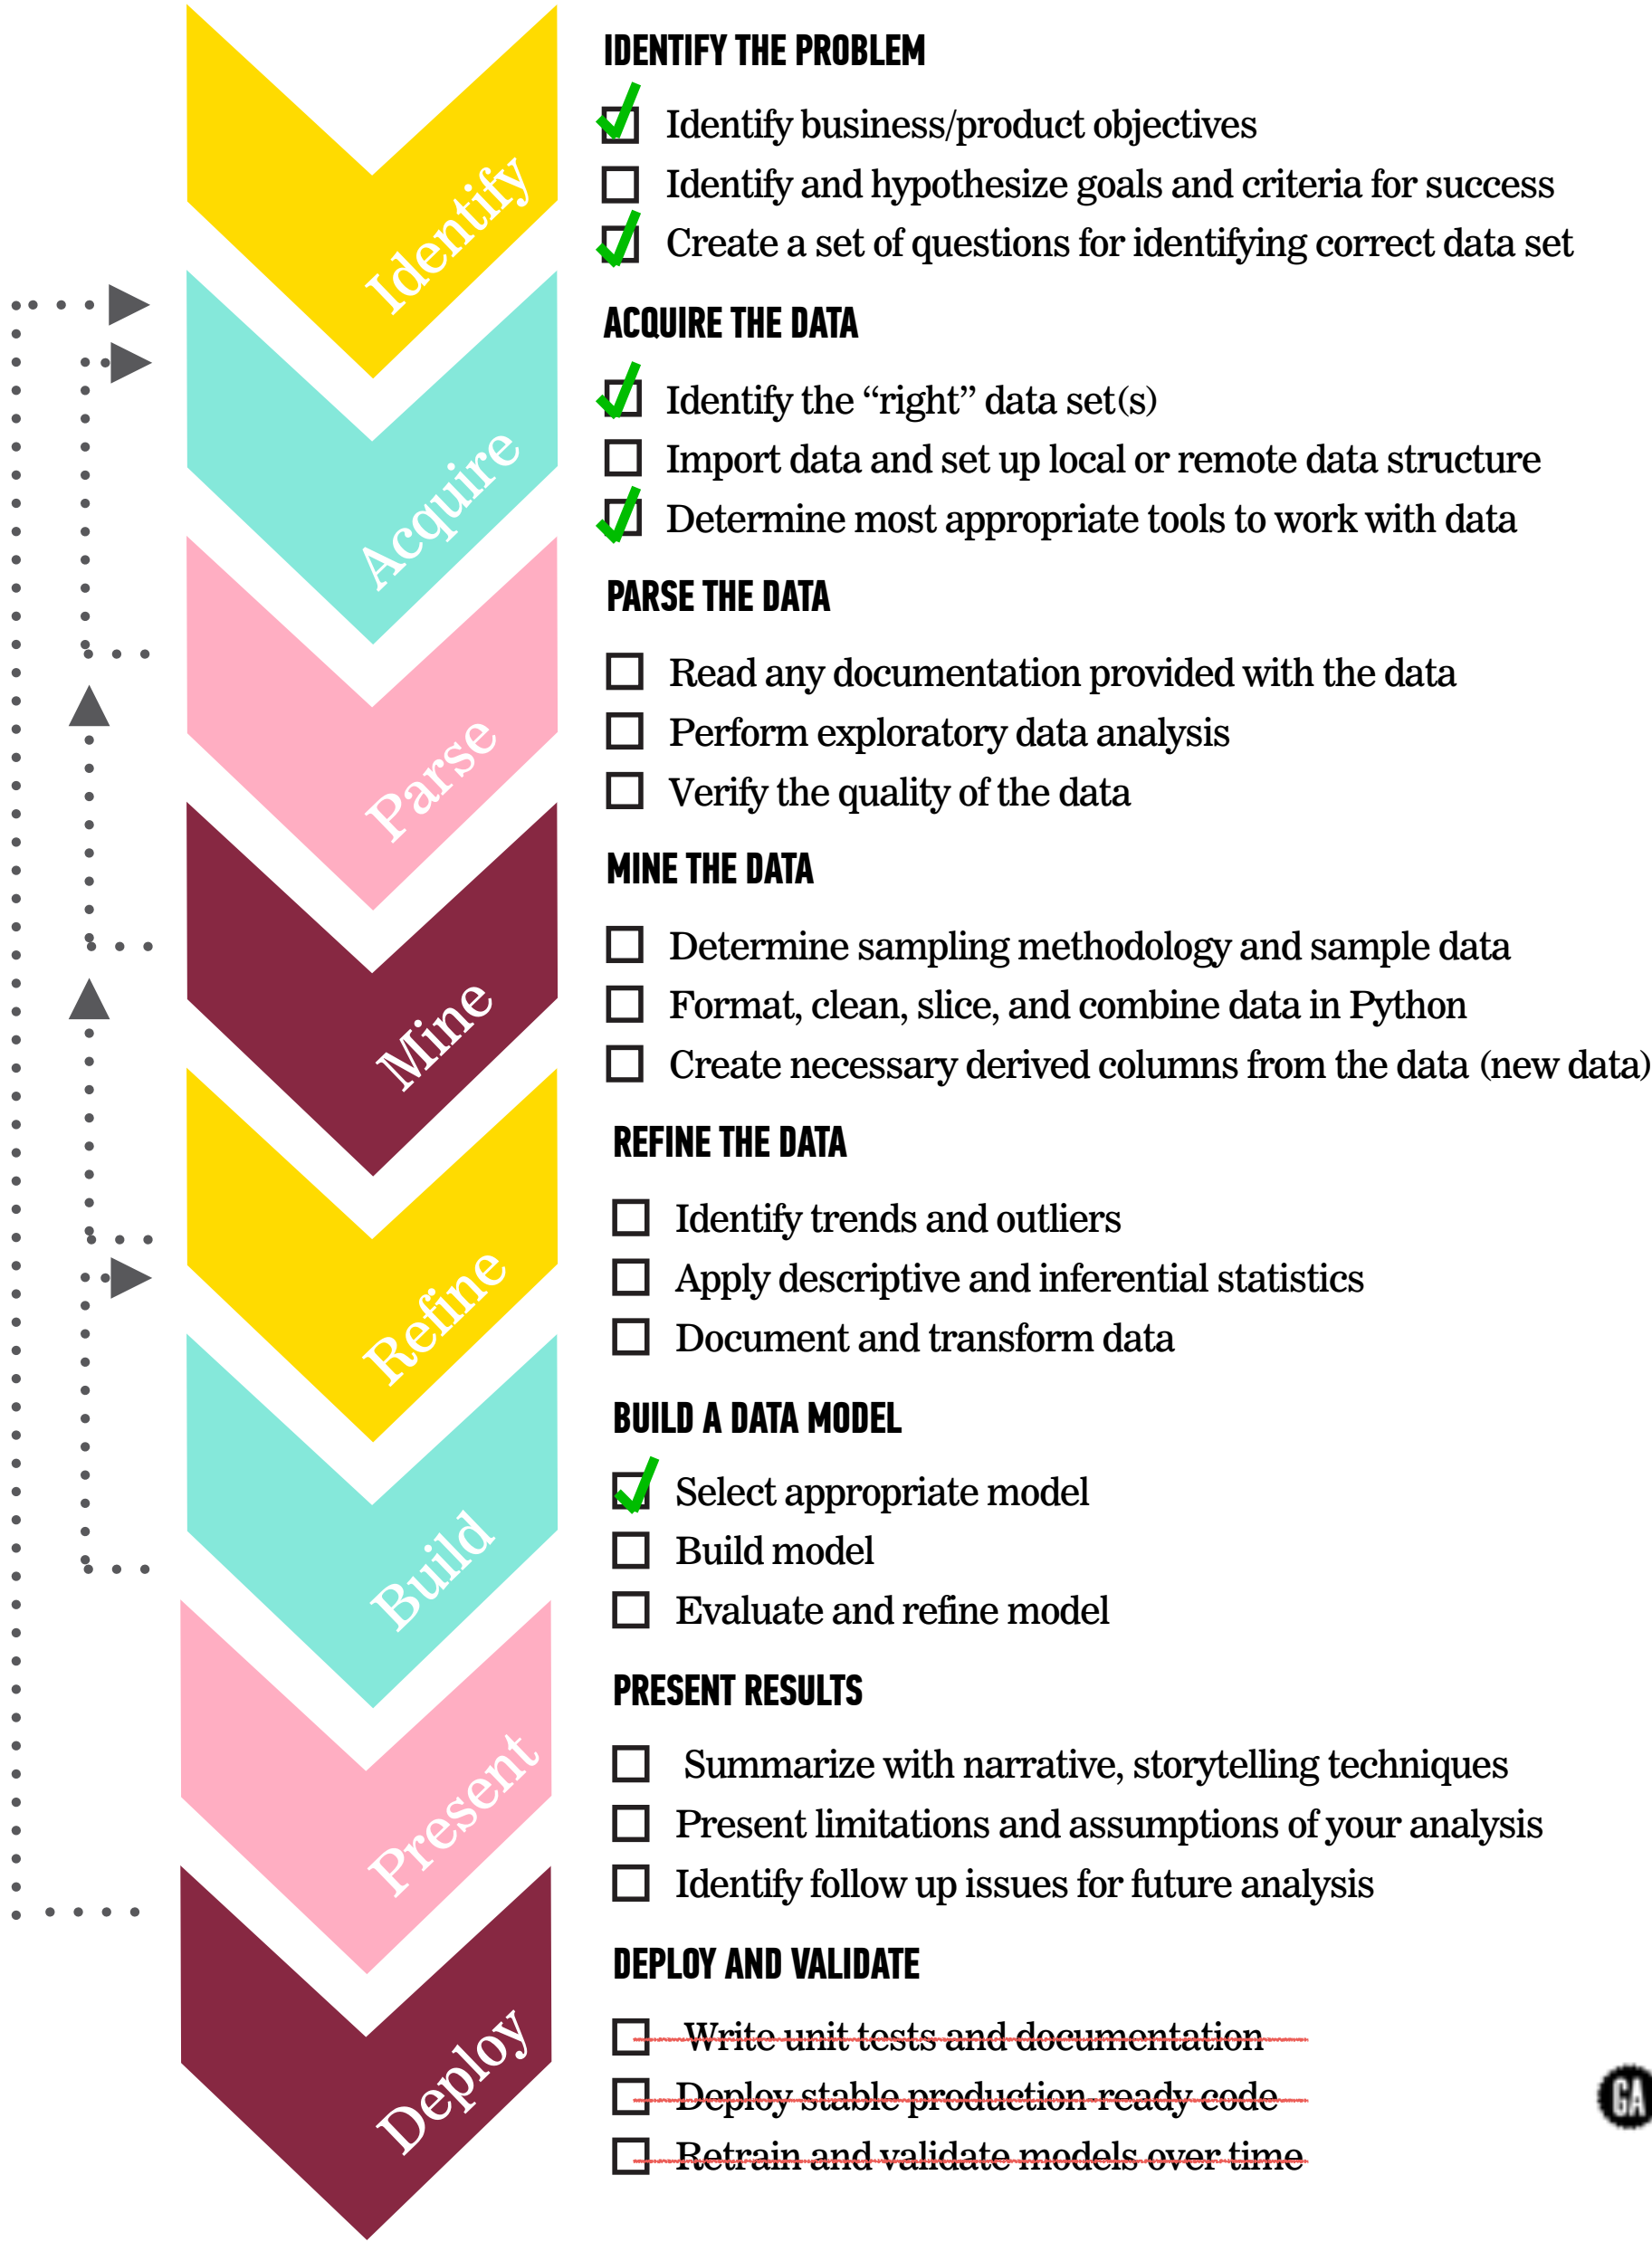 IDENTIFY THE PROBLEM
Identify business/product objectives
Identify and hypothesize goals and criteria for success
Create a set of questions for identifying correct data set
Identify
ACQUIRE THE DATA
Identify the “right” data set(s)
Import data and set up local or remote data structure
Determine most appropriate tools to work with data
Acquire
PARSE THE DATA
Read any documentation provided with the data
Perform exploratory data analysis
Verify the quality of the data
Parse
MINE THE DATA
Determine sampling methodology and sample data
Format, clean, slice, and combine data in Python
Create necessary derived columns from the data (new data)
Mine
REFINE THE DATA
Identify trends and outliers
Apply descriptive and inferential statistics
Document and transform data
Refine
BUILD A DATA MODEL
Select appropriate model
Build model
Evaluate and refine model
Build
PRESENT RESULTS
Summarize with narrative, storytelling techniques
Present limitations and assumptions of your analysis
Identify follow up issues for future analysis
Present
DEPLOY AND VALIDATE
Write unit tests and documentation
Deploy stable production-ready code
Retrain and validate models over time
Deploy
GA